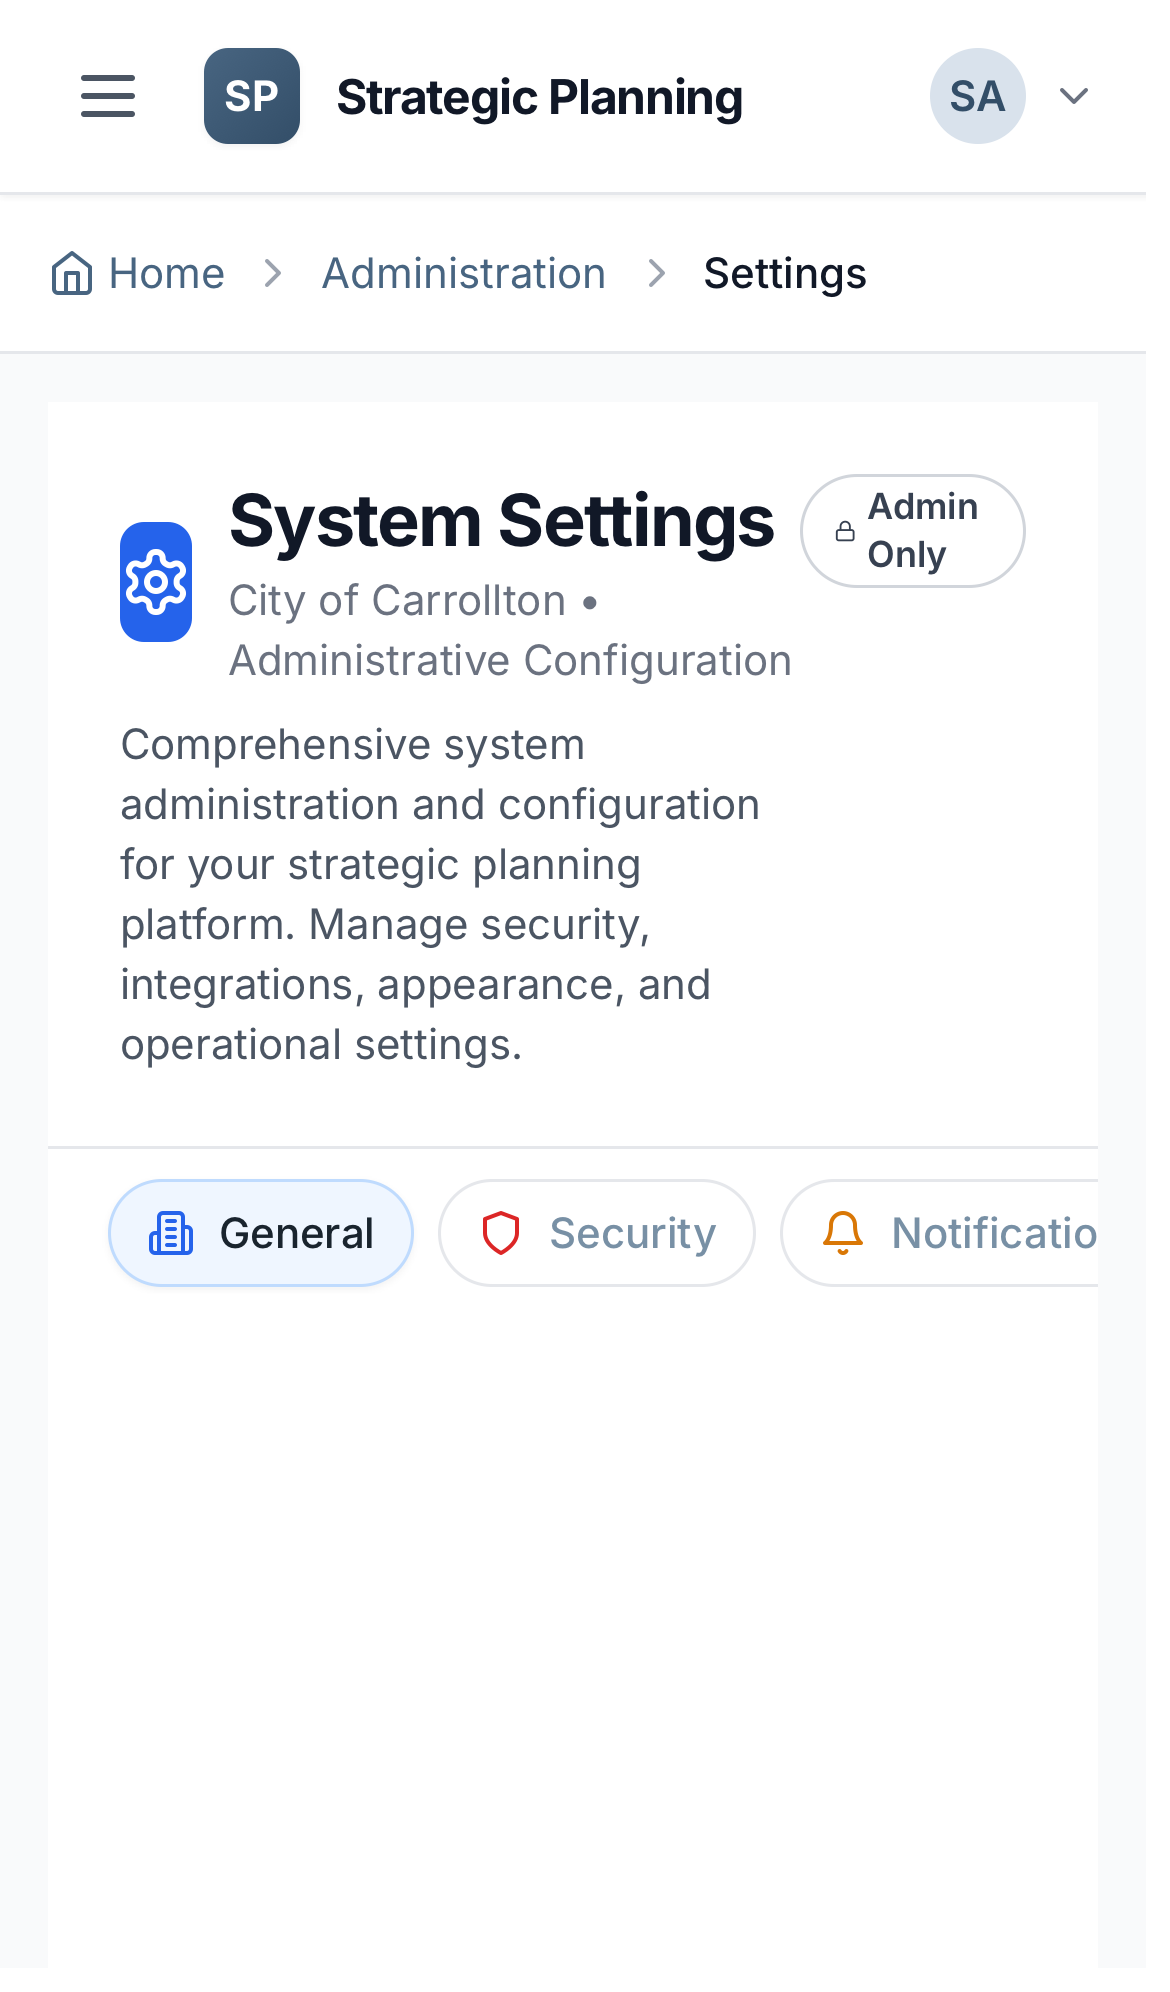 SP Strategic Planning SA
Home Administration Settings
System Settings
Admin
Only
City of Carrollton •
Administrative Configuration
Comprehensive system
administration and configuration
for your strategic planning
platform. Manage security,
integrations, appearance, and
operational settings.
General Security Notificatio